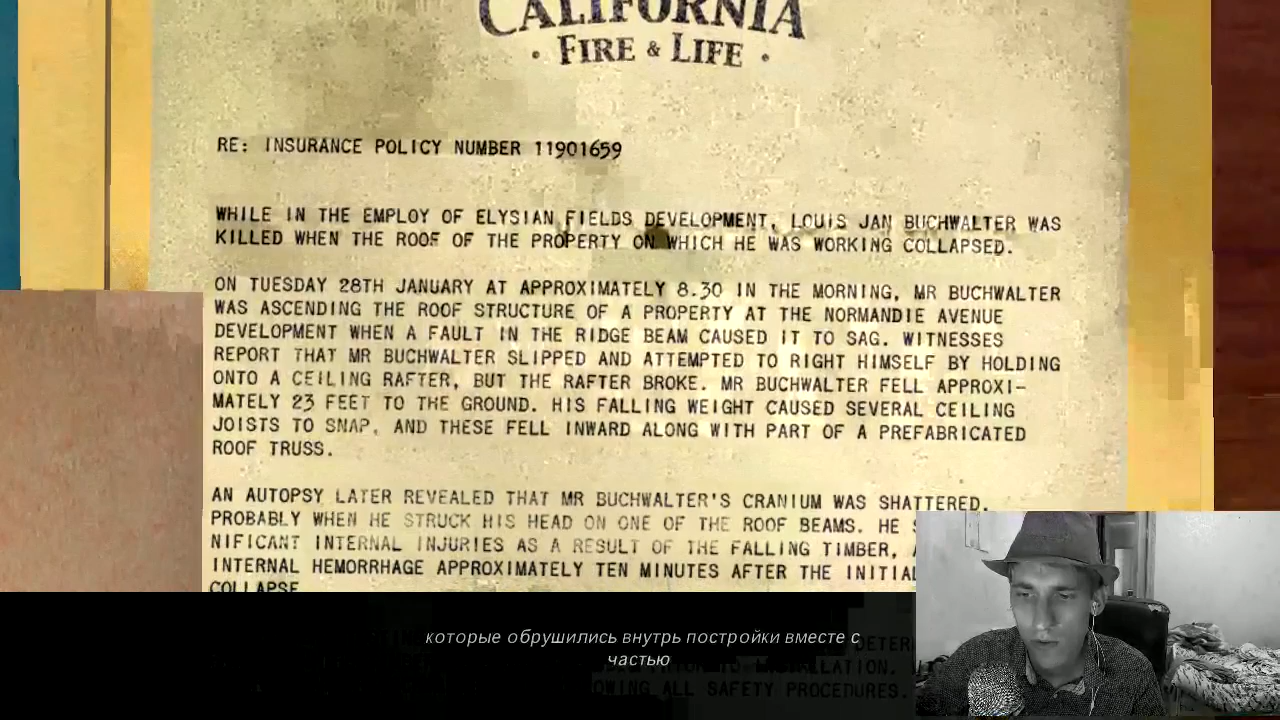 CALIFORNIA
· FIRE & LIFE ·
RE: INSURANCE POLICY NUMBER 11901659
WHILE IN THE EMPLOY OF ELYSIAN FIELDS DEVELOPMENT, LOUIS JAN BUCHWALTER WAS
KILLED WHEN THE ROOF OF THE PROPERTY ON WHICH HE WAS WORKING COLLAPSED.
ON TUESDAY 28TH JANUARY AT APPROXIMATELY 8.30 IN THE MORNING, MR BUCHWALTER
WAS ASCENDING THE ROOF STRUCTURE OF A PROPERTY AT THE NORMANDIE AVENUE
DEVELOPMENT WHEN A FAULT IN THE RIDGE BEAM CAUSED IT TO SAG. WITNESSES
REPORT THAT MR BUCHWALTER SLIPPED AND ATTEMPTED TO RIGHT HIMSELF BY HOLDING
ONTO A CEILING RAFTER, BUT THE RAFTER BROKE. MR BUCHWALTER FELL APPROXI-
MATELY 23 FEET TO THE GROUND. HIS FALLING WEIGHT CAUSED SEVERAL CEILING
JOISTS TO SNAP. AND THESE FELL INWARD ALONG WITH PART OF A PREFABRICATED
ROOF TRUSS.
AN AUTOPSY LATER REVEALED THAT MR BUCHWALTER'S CRANIUM WAS SHATTERED.
PROBABLY WHEN HE STRUCK HIS HEAD ON ONE OF THE ROOF BEAMS. HE
NIFICANT INTERNAL INJURIES AS A RESULT OF THE FALLING TIMBER,
INTERNAL HEMORRHAGE APPROXIMATELY TEN MINUTES AFTER THE INITIAL
COLLAPSE
которые обрушились внутрь постройки вместе с
частью
ALL SAFETY PROCEDURES.